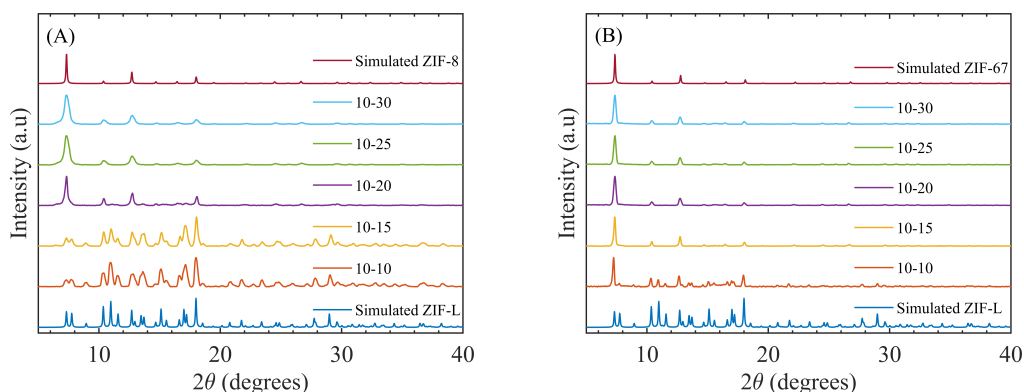 (A)
Simulated ZIF-8
10-30
10-25
10-20
10-15
10-10
Simulated ZIF-L
Intensity (a.u)
10 20 30 40
2θ (degrees)
(B)
Simulated ZIF-67
10-30
10-25
10-20
10-15
10-10
Simulated ZIF-L
Intensity (a.u)
10 20 30 40
2θ (degrees)